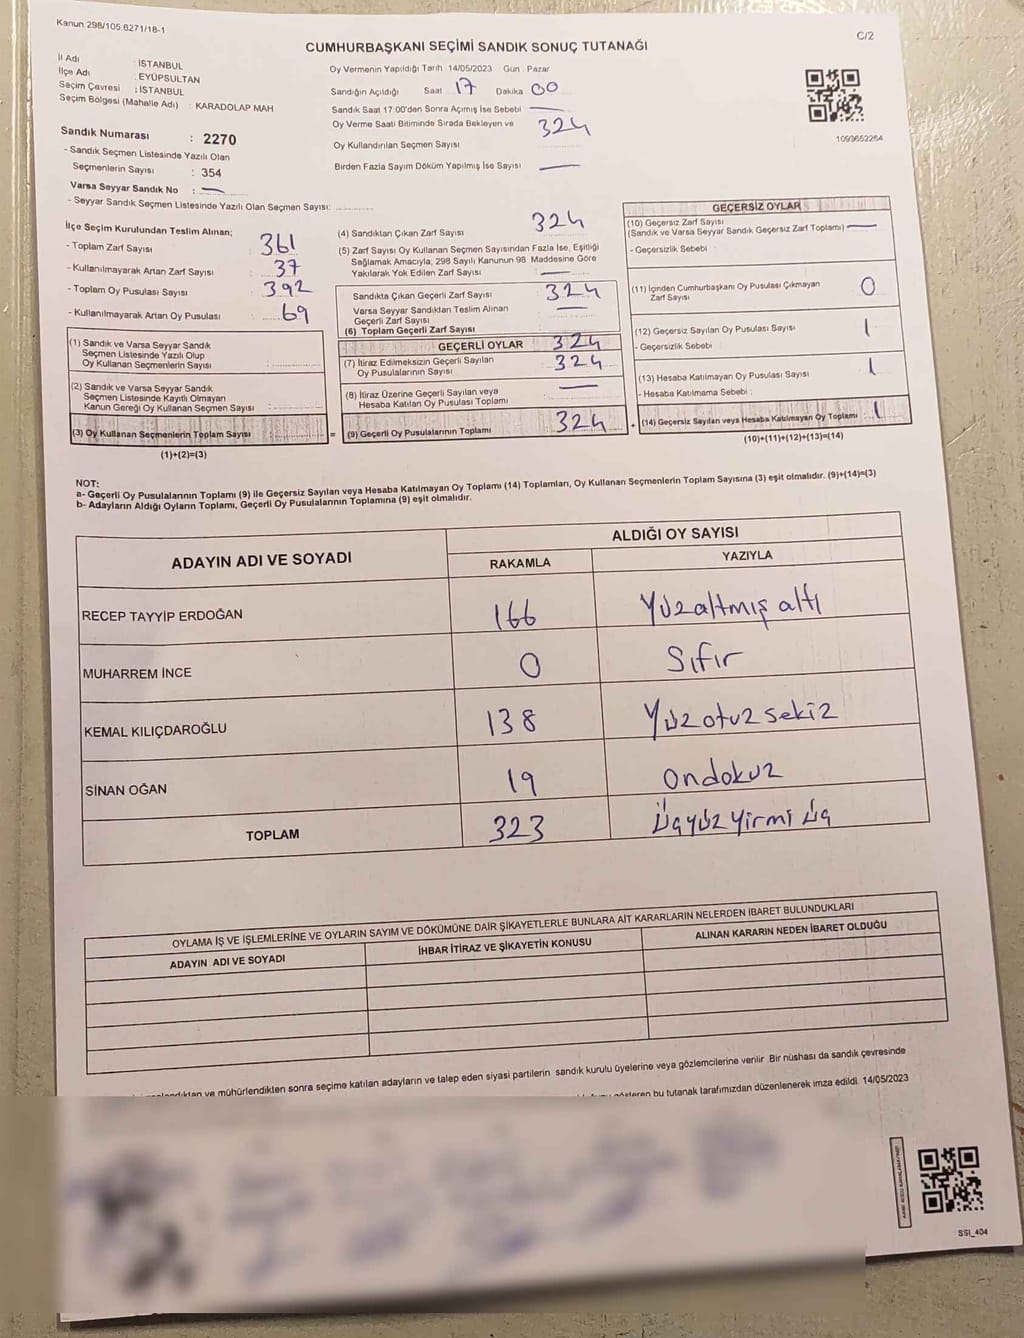 Kanun 298/105 6271/18-1
C/2
CUMHURBAŞKANI SEÇİMİ SANDIK SONUÇ TUTANAĞI
İl Adı : İSTANBUL
İlçe Adı : EYÜPSULTAN
Seçim Çevresi : İSTANBUL
Seçim Bölgesi (Mahalle Adı) : KARADOLAP MAH
Sandık Numarası : 2270
- Sandık Seçmen Listesinde Yazılı Olan
Seçmenlerin Sayısı : 354
Varsa Seyyar Sandık No : —
- Seyyar Sandık Seçmen Listesinde Yazılı Olan Seçmen Sayısı:
Oy Vermenin Yapıldığı Tarih 14/05/2023 Gün Pazar
Sandığın Açıldığı Saat 17 Dakika 00
Sandık Saat 17:00'den Sonra Açımış İse Sebebi —
Oy Verme Saati Bitiminde Sırada Bekleyen ve
Oy Kullandırılan Seçmen Sayısı 324
Birden Fazla Sayım Döküm Yapılmış İse Sayısı —
1093652264
İlçe Seçim Kurulundan Teslim Alınan;
- Toplam Zarf Sayısı : 361
- Kullanılmayarak Artan Zarf Sayısı : 37
- Toplam Oy Pusulası Sayısı : 392
- Kullanılmayarak Artan Oy Pusulası : 69
(1) Sandık ve Varsa Seyyar Sandık
Seçmen Listesinde Yazılı Olup
Oy Kullanan Seçmenlerin Sayısı
(2) Sandık ve Varsa Seyyar Sandık
Seçmen Listesinde Kayıtlı Olmayan
Kanun Gereği Oy Kullanan Seçmen Sayısı
(3) Oy Kullanan Seçmenlerin Toplam Sayısı
(1)+(2)=(3)
(4) Sandıktan Çıkan Zarf Sayısı 324
(5) Zarf Sayısı Oy Kullanan Seçmen Sayısından Fazla İse, Eşitliği
Sağlamak Amacıyla; 298 Sayılı Kanunun 98. Maddesine Göre
Yakılarak Yok Edilen Zarf Sayısı —
Sandıkta Çıkan Geçerli Zarf Sayısı 324
Varsa Seyyar Sandıktan Teslim Alınan
Geçerli Zarf Sayısı —
(6) Toplam Geçerli Zarf Sayısı
GEÇERLİ OYLAR 324
(7) İtiraz Edilmeksizin Geçerli Sayılan
Oy Pusulalarının Sayısı 324
(8) İtiraz Üzerine Geçerli Sayılan veya
Hesaba Katılan Oy Pusulası Toplamı —
= (9) Geçerli Oy Pusulalarının Toplamı 324
GEÇERSİZ OYLAR
(10) Geçersiz Zarf Sayısı
(Sandık ve Varsa Seyyar Sandık Geçersiz Zarf Toplamı) —
- Geçersizlik Sebebi
(11) İçinden Cumhurbaşkanı Oy Pusulası Çıkmayan
Zarf Sayısı 0
(12) Geçersiz Sayılan Oy Pusulası Sayısı 1
- Geçersizlik Sebebi :
(13) Hesaba Katılmayan Oy Pusulası Sayısı 1
- Hesaba Katılmama Sebebi :
+ (14) Geçersiz Sayılan veya Hesaba Katılmayan Oy Toplamı 1
(10)+(11)+(12)+(13)=(14)
NOT:
a- Geçerli Oy Pusulalarının Toplamı (9) ile Geçersiz Sayılan veya Hesaba Katılmayan Oy Toplamı (14) Toplamları, Oy Kullanan Seçmenlerin Toplam Sayısına (3) eşit olmalıdır. (9)+(14)=(3)
b- Adayların Aldığı Oyların Toplamı, Geçerli Oy Pusulalarının Toplamına (9) eşit olmalıdır.
ADAYIN ADI VE SOYADI
ALDIĞI OY SAYISI
RAKAMLA YAZIYLA
RECEP TAYYİP ERDOĞAN 166 Yüzaltmış altı
MUHARREM İNCE 0 Sıfır
KEMAL KILIÇDAROĞLU 138 Yüzotuz sekiz
SİNAN OĞAN 19 Ondokuz
TOPLAM 323 Üçyüz yirmi üç
OYLAMA İŞ VE İŞLEMLERİNE VE OYLARIN SAYIM VE DÖKÜMÜNE DAİR ŞİKAYETLERLE BUNLARA AİT KARARLARIN NELERDEN İBARET BULUNDUKLARI
ADAYIN ADI VE SOYADI İHBAR İTİRAZ VE ŞİKAYETİN KONUSU ALINAN KARARIN NEDEN İBARET OLDUĞU
ve mühürlendikten sonra seçime katılan adayların ve talep eden siyasi partilerin sandık kurulu üyelerine veya gözlemcilerine verilir. Bir nüshası da sandık çevresinde
gösteren bu tutanak tarafımızdan düzenlenerek imza edildi. 14/05/2023
SSI_404